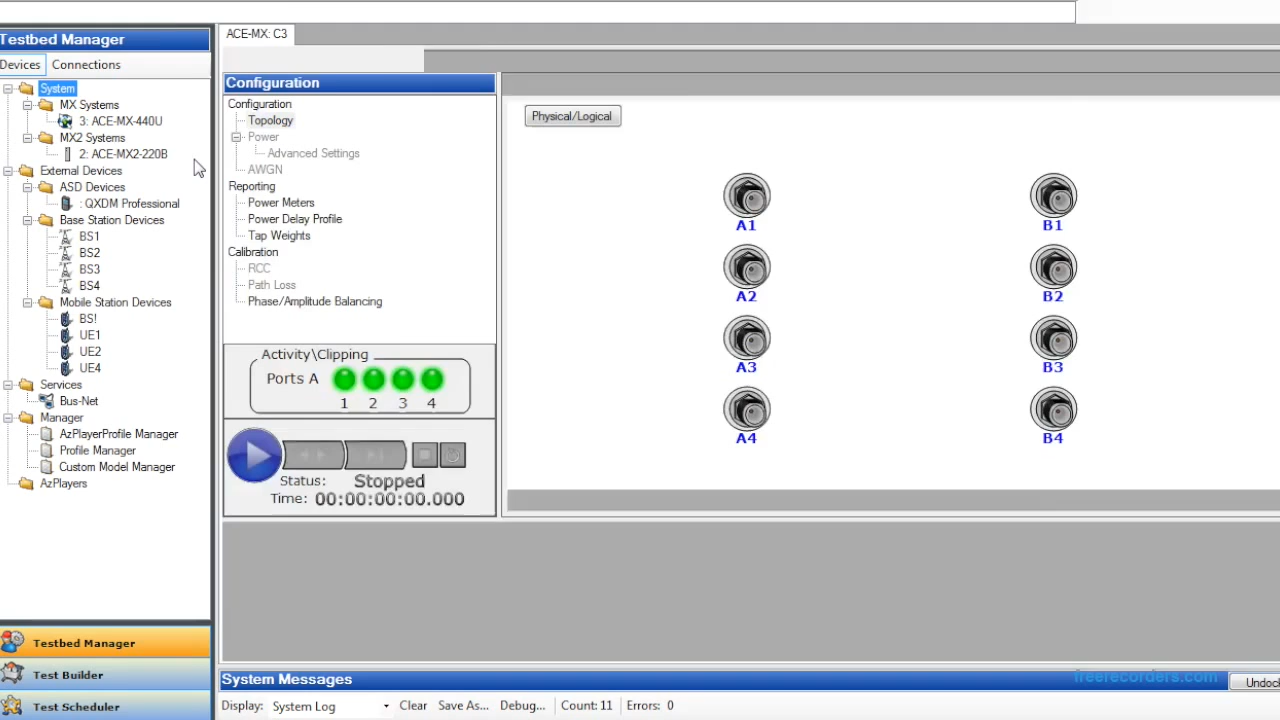 Testbed Manager
Devices
Connections
System
MX Systems
3: ACE-MX-440U
MX2 Systems
2: ACE-MX2-220B
External Devices
ASD Devices
: QXDM Professional
Base Station Devices
BS1
BS2
BS3
BS4
Mobile Station Devices
BS!
UE1
UE2
UE4
Services
Bus-Net
Manager
AzPlayerProfile Manager
Profile Manager
Custom Model Manager
AzPlayers
Testbed Manager
Test Builder
Test Scheduler
ACE-MX: C3
Configuration
Configuration
Topology
Power
Advanced Settings
AWGN
Reporting
Power Meters
Power Delay Profile
Tap Weights
Calibration
RCC
Path Loss
Phase/Amplitude Balancing
Activity\Clipping
Ports A
1 2 3 4
Status: Stopped
Time: 00:00:00:00.000
Physical/Logical
A1 B1
A2 B2
A3 B3
A4 B4
System Messages
freerecorders.com
Undock
Display: System Log Clear Save As... Debug... Count: 11 Errors: 0